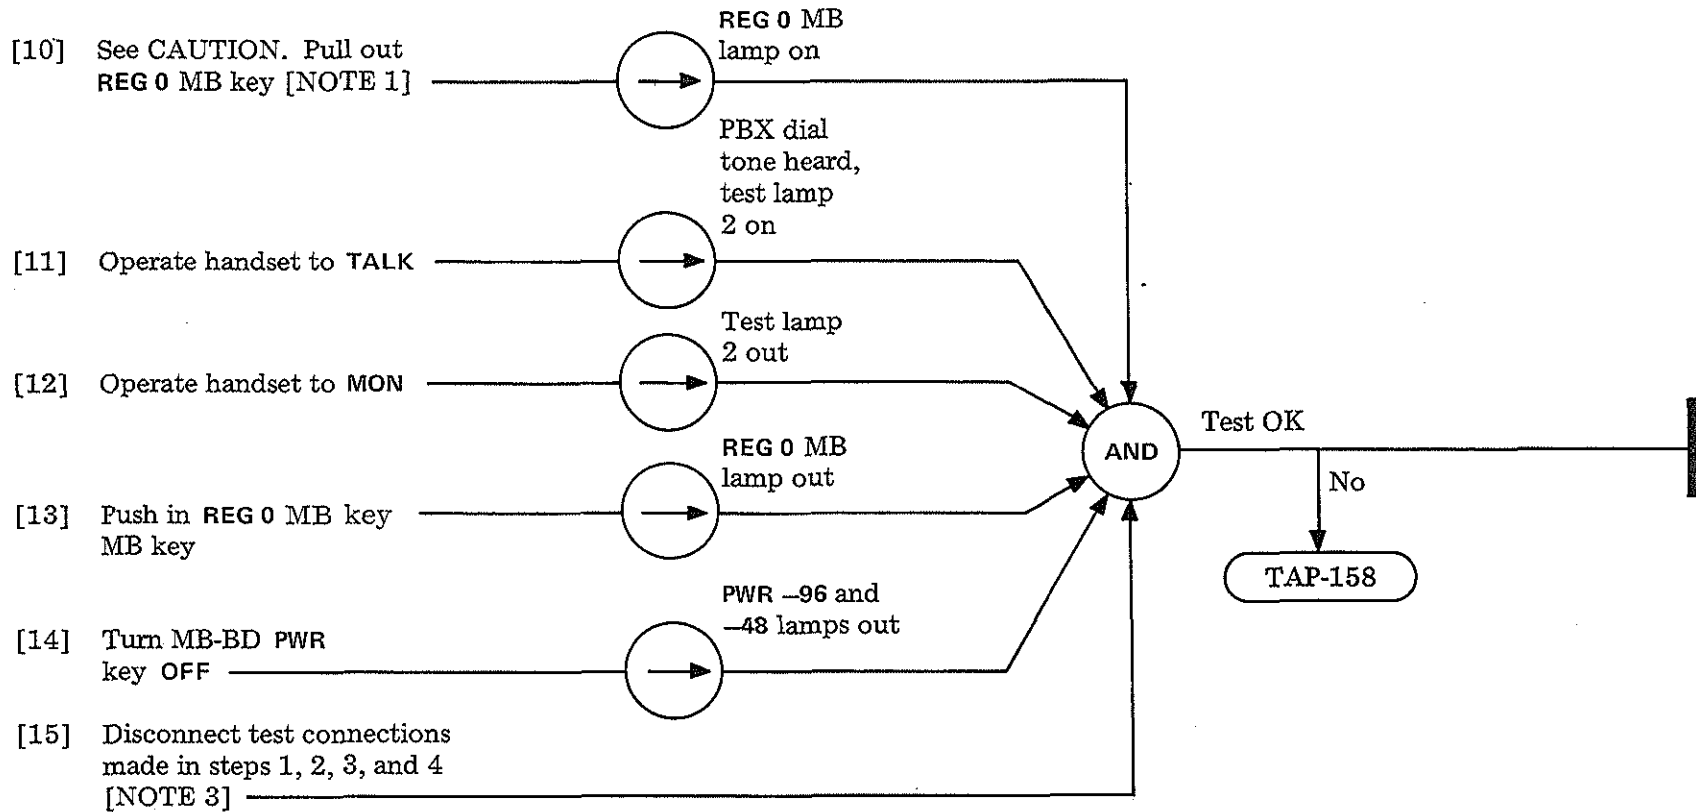 [10] See CAUTION. Pull out
REG 0 MB key [NOTE 1]
REG 0 MB
lamp on
PBX dial
tone heard,
test lamp
2 on
[11] Operate handset to TALK
Test lamp
2 out
[12] Operate handset to MON
REG 0 MB
lamp out
[13] Push in REG 0 MB key
MB key
PWR –96 and
–48 lamps out
[14] Turn MB-BD PWR
key OFF
[15] Disconnect test connections
made in steps 1, 2, 3, and 4
[NOTE 3]
AND
Test OK
No
TAP-158